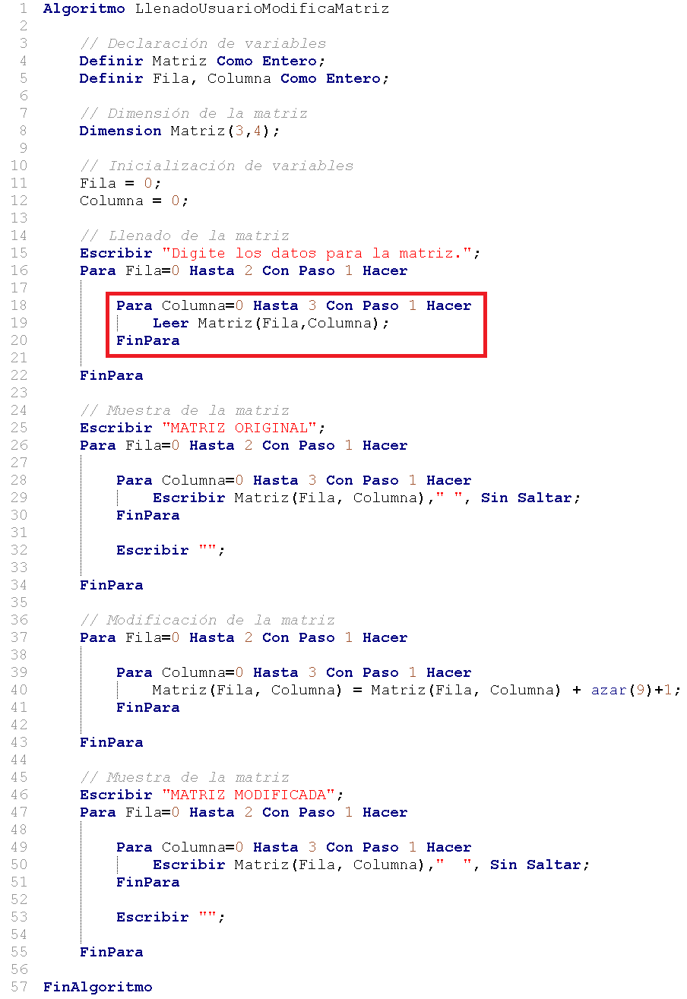 1 Algoritmo LlenadoUsuarioModificaMatriz
2
3 // Declaración de variables
4 Definir Matriz Como Entero;
5 Definir Fila, Columna Como Entero;
6
7 // Dimensión de la matriz
8 Dimension Matriz(3,4);
9
10 // Inicialización de variables
11 Fila = 0;
12 Columna = 0;
13
14 // Llenado de la matriz
15 Escribir "Digite los datos para la matriz.";
16 Para Fila=0 Hasta 2 Con Paso 1 Hacer
17
18 Para Columna=0 Hasta 3 Con Paso 1 Hacer
19 Leer Matriz(Fila,Columna);
20 FinPara
21
22 FinPara
23
24 // Muestra de la matriz
25 Escribir "MATRIZ ORIGINAL";
26 Para Fila=0 Hasta 2 Con Paso 1 Hacer
27
28 Para Columna=0 Hasta 3 Con Paso 1 Hacer
29 Escribir Matriz(Fila, Columna)," ", Sin Saltar;
30 FinPara
31
32 Escribir "";
33
34 FinPara
35
36 // Modificación de la matriz
37 Para Fila=0 Hasta 2 Con Paso 1 Hacer
38
39 Para Columna=0 Hasta 3 Con Paso 1 Hacer
40 Matriz(Fila, Columna) = Matriz(Fila, Columna) + azar(9)+1;
41 FinPara
42
43 FinPara
44
45 // Muestra de la matriz
46 Escribir "MATRIZ MODIFICADA";
47 Para Fila=0 Hasta 2 Con Paso 1 Hacer
48
49 Para Columna=0 Hasta 3 Con Paso 1 Hacer
50 Escribir Matriz(Fila, Columna),"  ", Sin Saltar;
51 FinPara
52
53 Escribir "";
54
55 FinPara
56
57 FinAlgoritmo